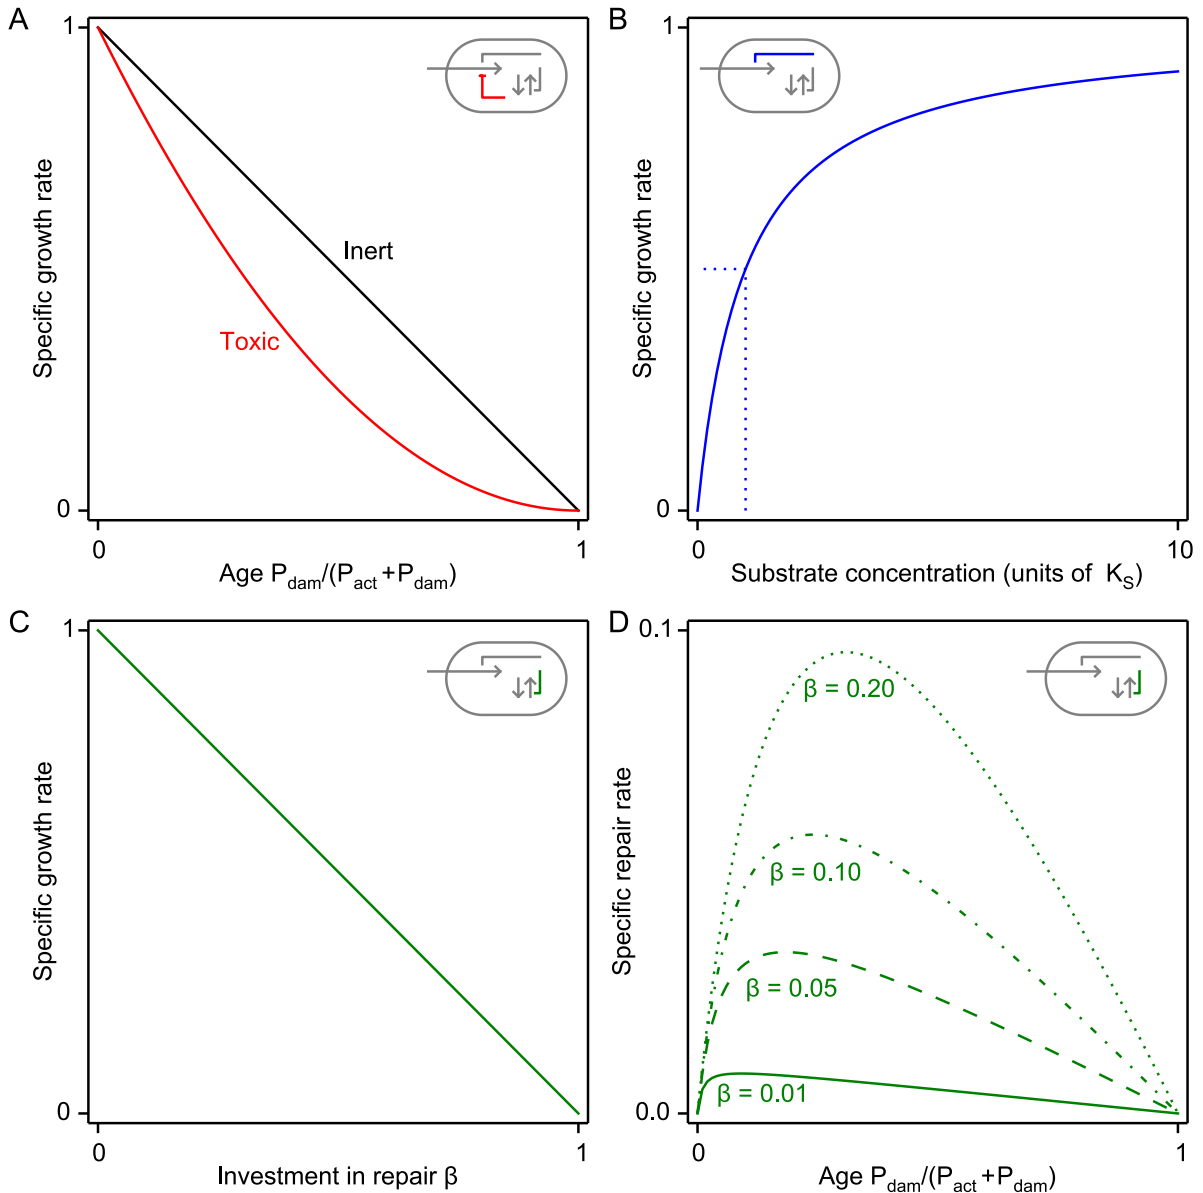 A
1
Specific growth rate
Inert
Toxic
0
0
1
Age P_dam/(P_act+P_dam)
B
1
Specific growth rate
0
0
10
Substrate concentration (units of K_S)
C
1
Specific growth rate
0
0
1
Investment in repair β
D
0.1
Specific repair rate
β = 0.20
β = 0.10
β = 0.05
β = 0.01
0.0
0
1
Age P_dam/(P_act+P_dam)